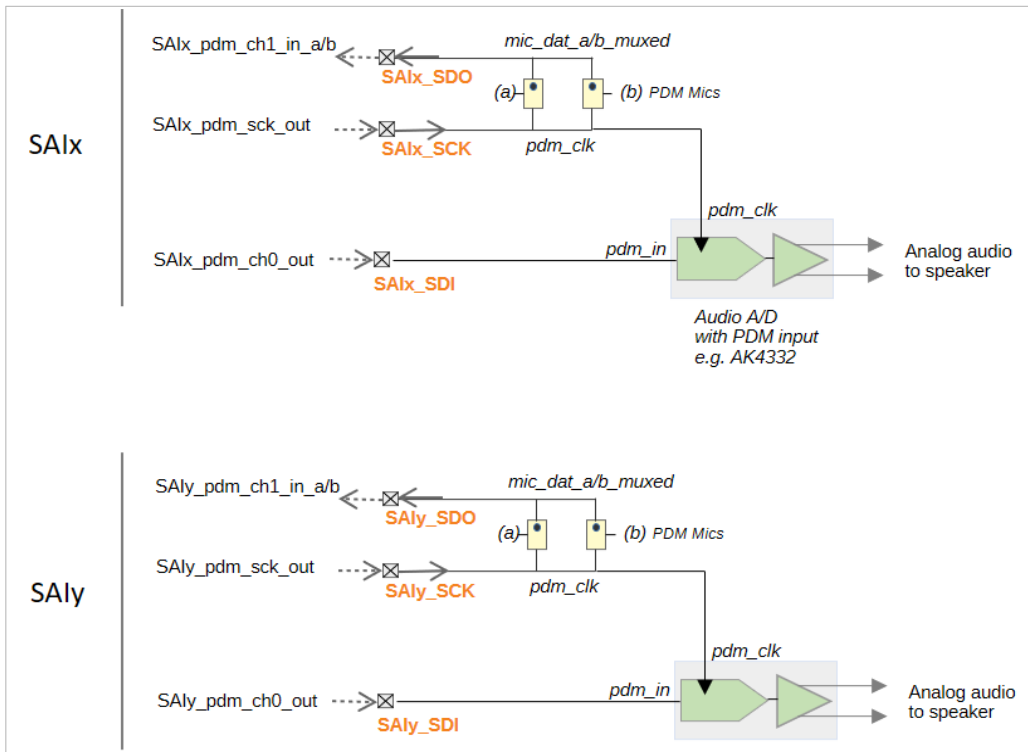 SAIx
SAIx_pdm_ch1_in_a/b
mic_dat_a/b_muxed
SAIx_SDO
(a)
(b) PDM Mics
SAIx_pdm_sck_out
SAIx_SCK
pdm_clk
pdm_clk
SAIx_pdm_ch0_out
pdm_in
SAIx_SDI
Analog audio
to speaker
Audio A/D
with PDM input
e.g. AK4332
SAIy
SAIy_pdm_ch1_in_a/b
mic_dat_a/b_muxed
SAIy_SDO
(a)
(b) PDM Mics
SAIy_pdm_sck_out
SAIy_SCK
pdm_clk
pdm_clk
SAIy_pdm_ch0_out
pdm_in
SAIy_SDI
Analog audio
to speaker